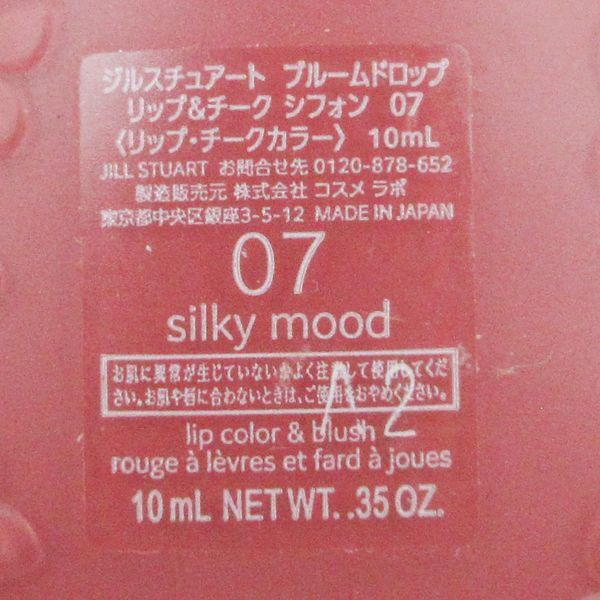 ジルスチュアート ブルームドロップ
リップ&チーク シフォン 07
〈リップ・チークカラー〉 10mL
JILL STUART お問合せ先 0120-878-652
製造販売元 株式会社 コスメ ラボ
東京都中央区銀座3-5-12 MADE IN JAPAN
07
silky mood
お肌に異常が生じていないかよく注意して使用してくだ
さい。お肌や唇に合わないときは、ご使用をおやめください。
A2
lip color & blush
rouge à lèvres et fard à joues
10 mL NET WT. .35 OZ.